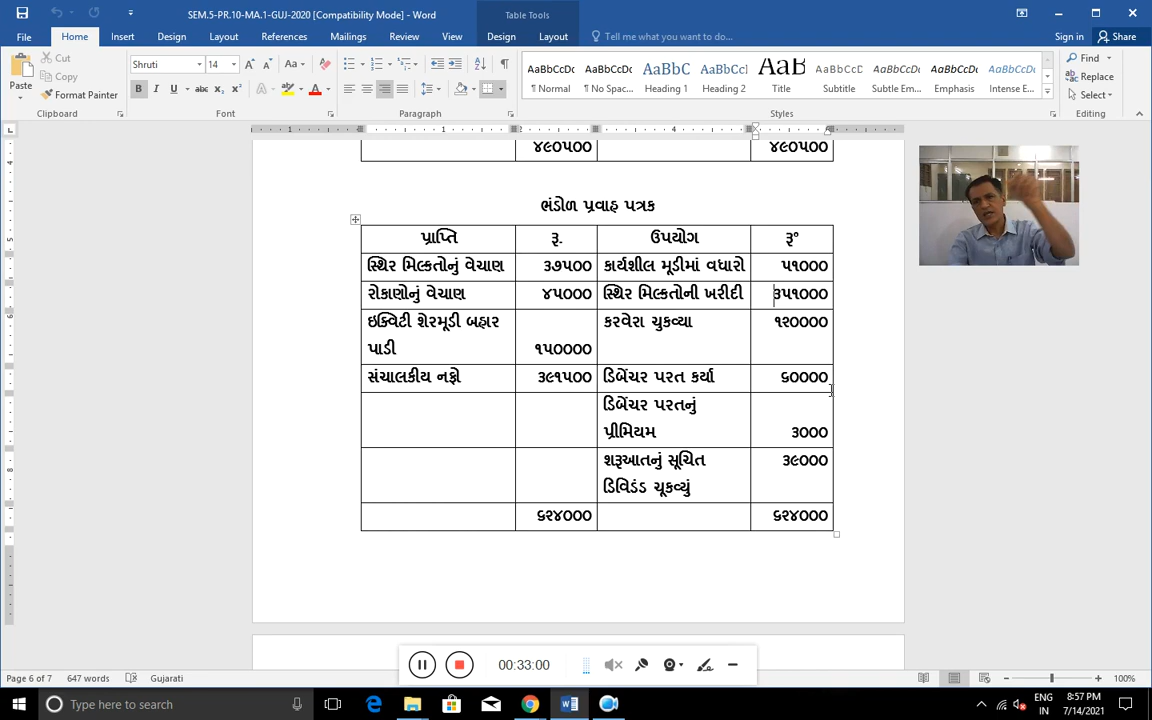 SEM.5-PR.10-MA.1-GUJ-2020 [Compatibility Mode] - Word
Table Tools
File Home Insert Design Layout References Mailings Review View Design Layout Tell me what you want to do... Sign in Share
Paste
Cut
Copy
Format Painter
Clipboard
Shruti 14
B I U abc X₂ X²
Font
Paragraph
AaBbCcDc AaBbCcDc AaBbC AaBbCcl AaB AaBbCcD AaBbCcDc AaBbCcDc AaBbCcDc
¶ Normal ¶ No Spac... Heading 1 Heading 2 Title Subtitle Subtle Em... Emphasis Intense E...
Styles
Find
Replace
Select
Editing
૪૯૦૫૦૦ ૪૯૦૫૦૦
ભંડોળ પ્રવાહ પત્રક
પ્રાપ્તિ રૂ. ઉપયોગ રૂ°
સ્થિર મિલ્કતોનું વેચાણ ૩૭૫૦૦ કાર્યશીલ મૂડીમાં વધારો ૫૧૦૦૦
રોકાણોનું વેચાણ ૪૫૦૦૦ સ્થિર મિલ્કતોની ખરીદી ૩૫૧૦૦૦
ઇક્વિટી શેરમૂડી બહાર
પાડી ૧૫૦૦૦૦ કરવેરા ચુકવ્યા ૧૨૦૦૦૦
સંચાલકીય નફો ૩૯૧૫૦૦ ડિબેંચર પરત કર્યા ૬૦૦૦૦
ડિબેંચર પરતનું
પ્રીમિયમ ૩૦૦૦
શરૂઆતનું સૂચિત ૩૯૦૦૦
ડિવિડંડ ચૂકવ્યું
૬૨૪૦૦૦ ૬૨૪૦૦૦
00:33:00
Page 6 of 7 647 words Gujarati 100%
Type here to search
ENG
IN
8:57 PM
7/14/2021